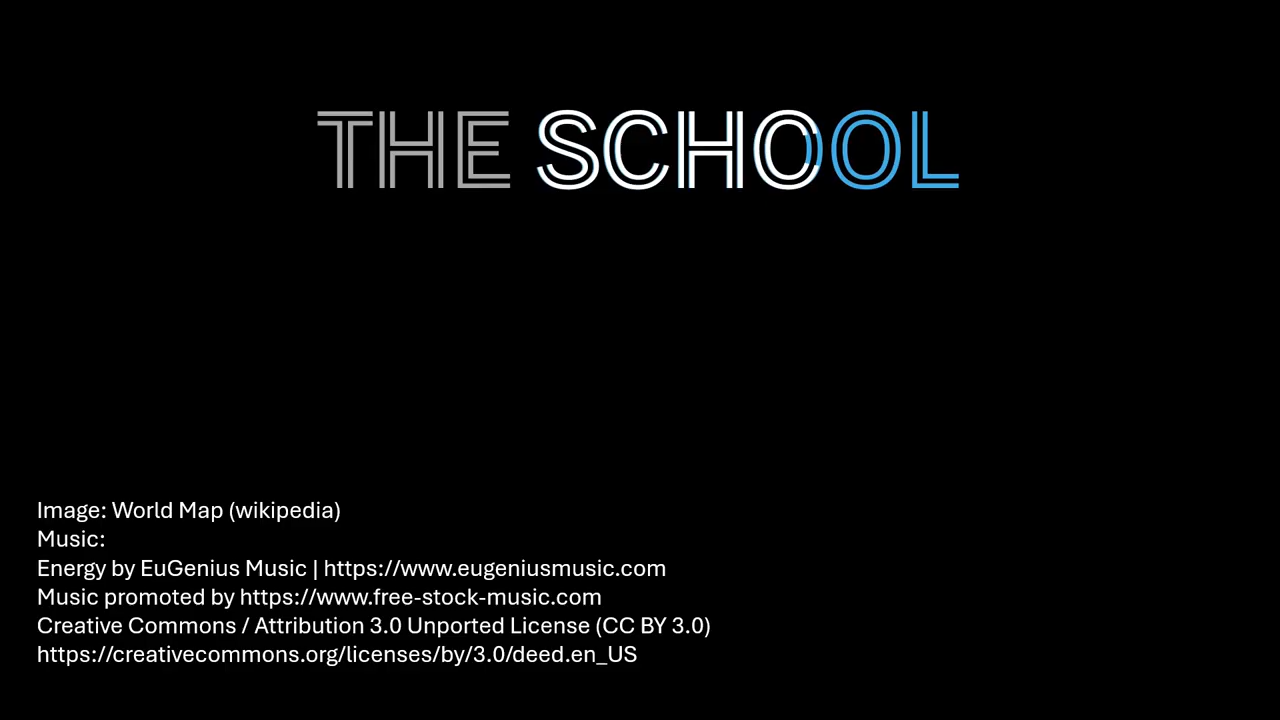 THE SCHOOL
Image: World Map (wikipedia)
Music:
Energy by EuGenius Music | https://www.eugeniusmusic.com
Music promoted by https://www.free-stock-music.com
Creative Commons / Attribution 3.0 Unported License (CC BY 3.0)
https://creativecommons.org/licenses/by/3.0/deed.en_US